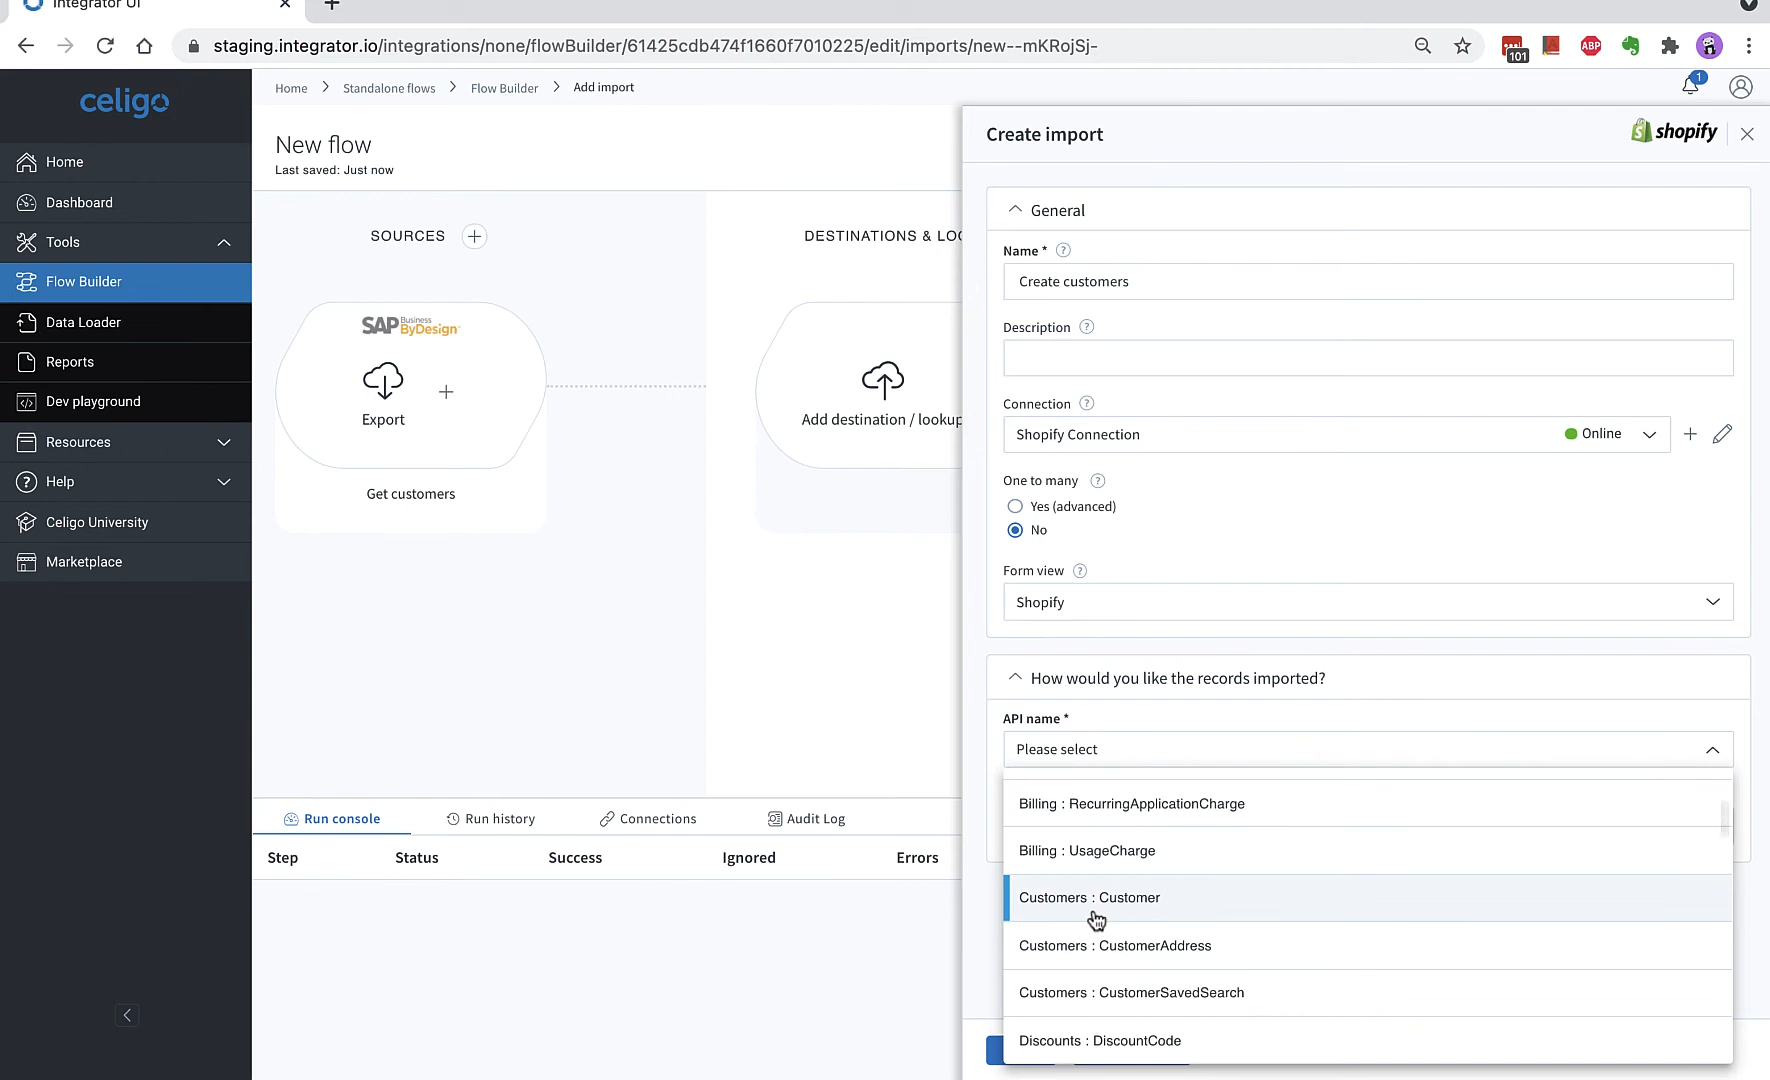 Integrator UI
staging.integrator.io/integrations/none/flowBuilder/61425cdb474f1660f7010225/edit/imports/new--mKRojSj-
101
ABP
celigo
Home
Dashboard
Tools
Flow Builder
Data Loader
Reports
Dev playground
Resources
Help
Celigo University
Marketplace
Home > Standalone flows > Flow Builder > Add import
1
New flow
Last saved: Just now
SOURCES
DESTINATIONS & LOO
SAP Business ByDesign
Export
Get customers
Add destination / lookup
Run console
Run history
Connections
Audit Log
Step Status Success Ignored Errors
Create import
shopify
General
Name *
Create customers
Description
Connection
Shopify Connection
Online
One to many
Yes (advanced)
No
Form view
Shopify
How would you like the records imported?
API name *
Please select
Billing : RecurringApplicationCharge
Billing : UsageCharge
Customers : Customer
Customers : CustomerAddress
Customers : CustomerSavedSearch
Discounts : DiscountCode